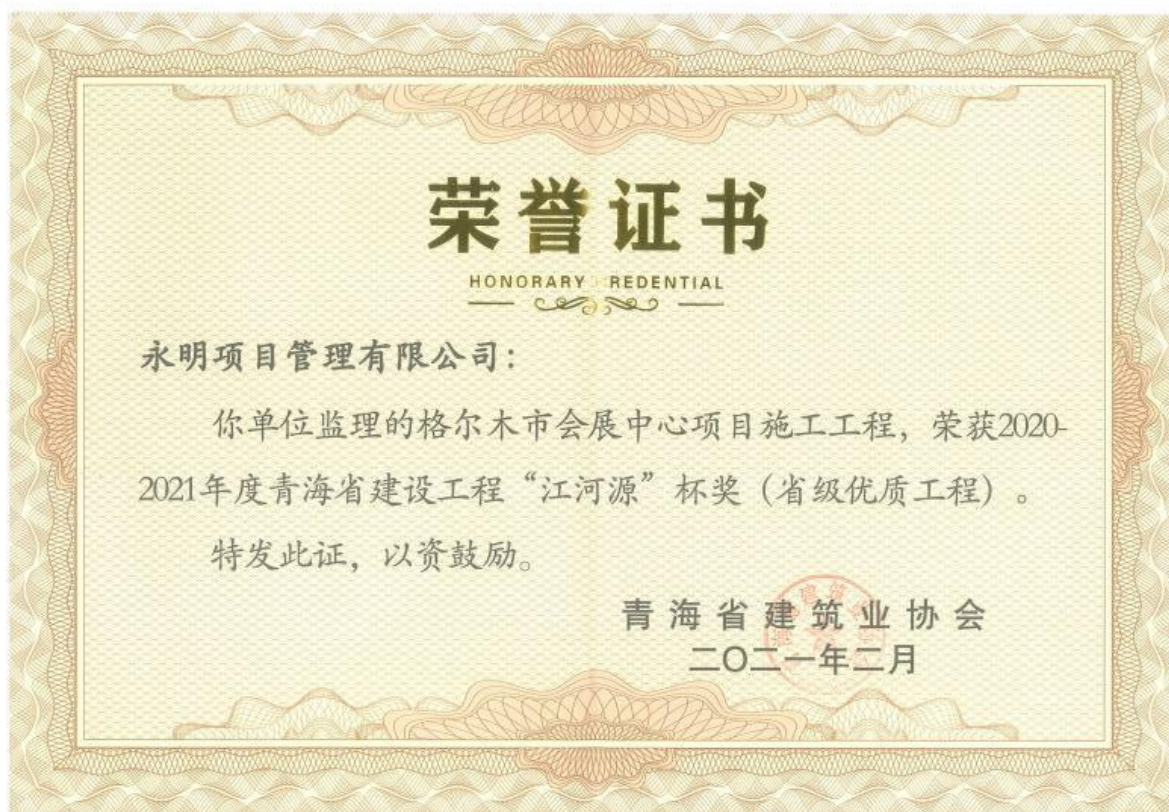 荣誉证书
HONORARY CREDENTIAL
永明项目管理有限公司：
你单位监理的格尔木市会展中心项目施工工程，荣获2020-
2021年度青海省建设工程“江河源”杯奖（省级优质工程）。
特发此证，以资鼓励。
青海省建筑业协会
二〇二一年二月